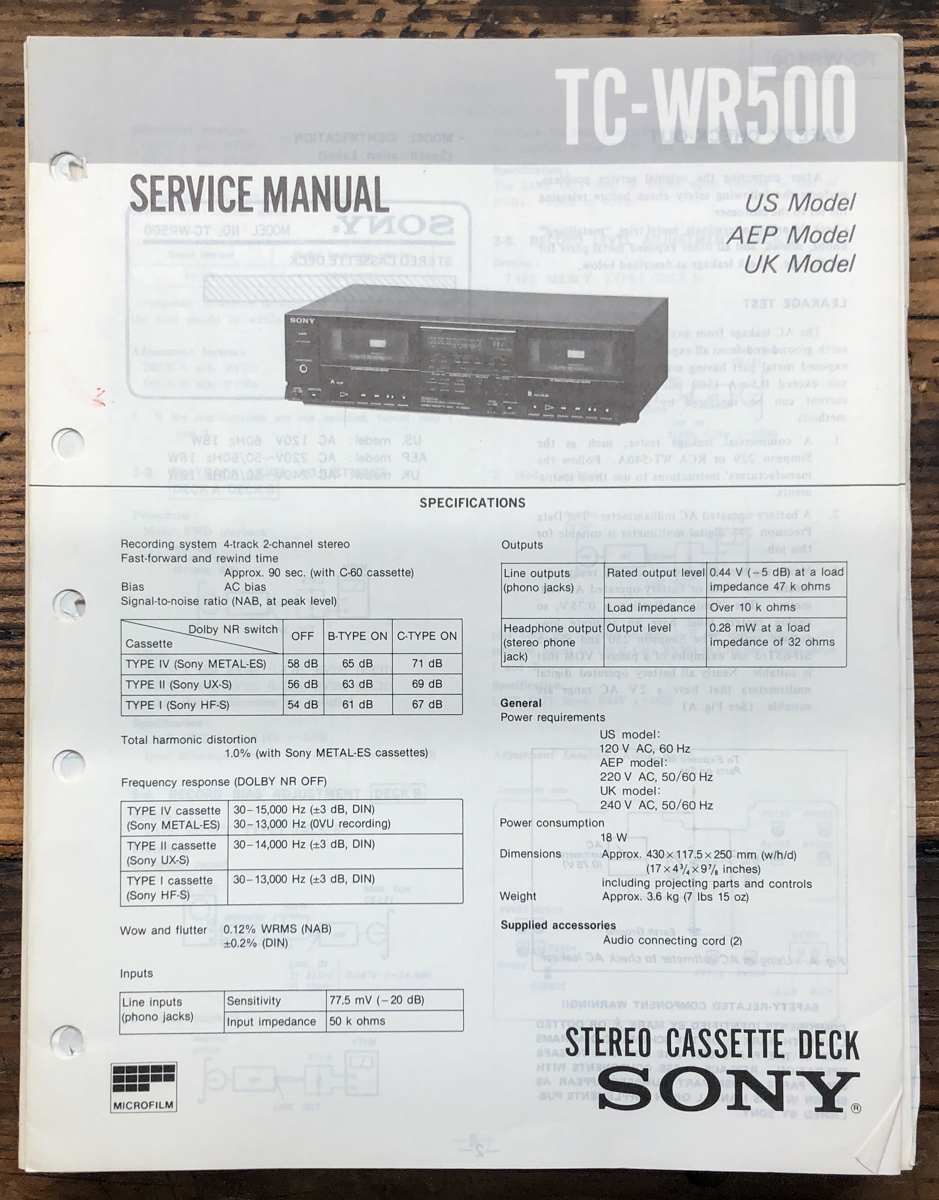 TC-WR500
SERVICE MANUAL
US Model
AEP Model
UK Model
SONY
SPECIFICATIONS
Recording system 4-track 2-channel stereo
Fast-forward and rewind time
Approx. 90 sec. (with C-60 cassette)
Bias AC bias
Signal-to-noise ratio (NAB, at peak level)
Dolby NR switch OFF B-TYPE ON C-TYPE ON
Cassette
TYPE IV (Sony METAL-ES) 58 dB 65 dB 71 dB
TYPE II (Sony UX-S) 56 dB 63 dB 69 dB
TYPE I (Sony HF-S) 54 dB 61 dB 67 dB
Total harmonic distortion
1.0% (with Sony METAL-ES cassettes)
Frequency response (DOLBY NR OFF)
TYPE IV cassette 30–15,000 Hz (±3 dB, DIN)
(Sony METAL-ES) 30–13,000 Hz (0VU recording)
TYPE II cassette 30–14,000 Hz (±3 dB, DIN)
(Sony UX-S)
TYPE I cassette 30–13,000 Hz (±3 dB, DIN)
(Sony HF-S)
Wow and flutter 0.12% WRMS (NAB)
±0.2% (DIN)
Inputs
Line inputs Sensitivity 77.5 mV (−20 dB)
(phono jacks) Input impedance 50 k ohms
Outputs
Line outputs Rated output level 0.44 V (−5 dB) at a load
(phono jacks) impedance 47 k ohms
Load impedance Over 10 k ohms
Headphone output Output level 0.28 mW at a load
(stereo phone impedance of 32 ohms
jack)
General
Power requirements
US model:
120 V AC, 60 Hz
AEP model:
220 V AC, 50/60 Hz
UK model:
240 V AC, 50/60 Hz
Power consumption
18 W
Dimensions Approx. 430×117.5×250 mm (w/h/d)
(17×4¾×9⅞ inches)
including projecting parts and controls
Weight Approx. 3.6 kg (7 lbs 15 oz)
Supplied accessories
Audio connecting cord (2)
MICROFILM
STEREO CASSETTE DECK
SONY®